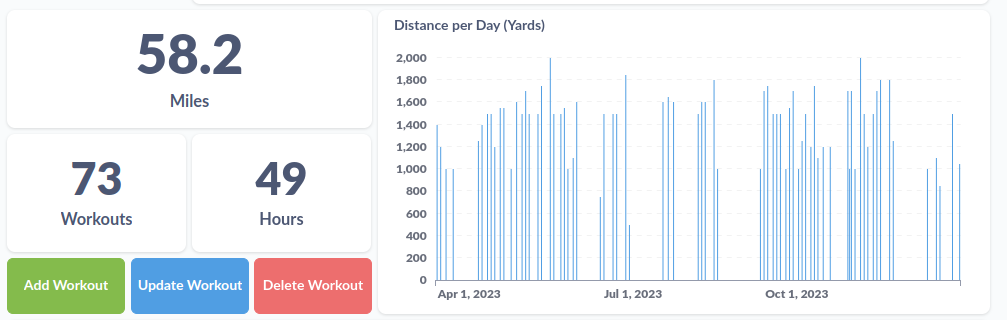 58.2
Miles
73
Workouts
49
Hours
Add Workout
Update Workout
Delete Workout
Distance per Day (Yards)
2,000
1,800
1,600
1,400
1,200
1,000
800
600
400
200
0
Apr 1, 2023
Jul 1, 2023
Oct 1, 2023